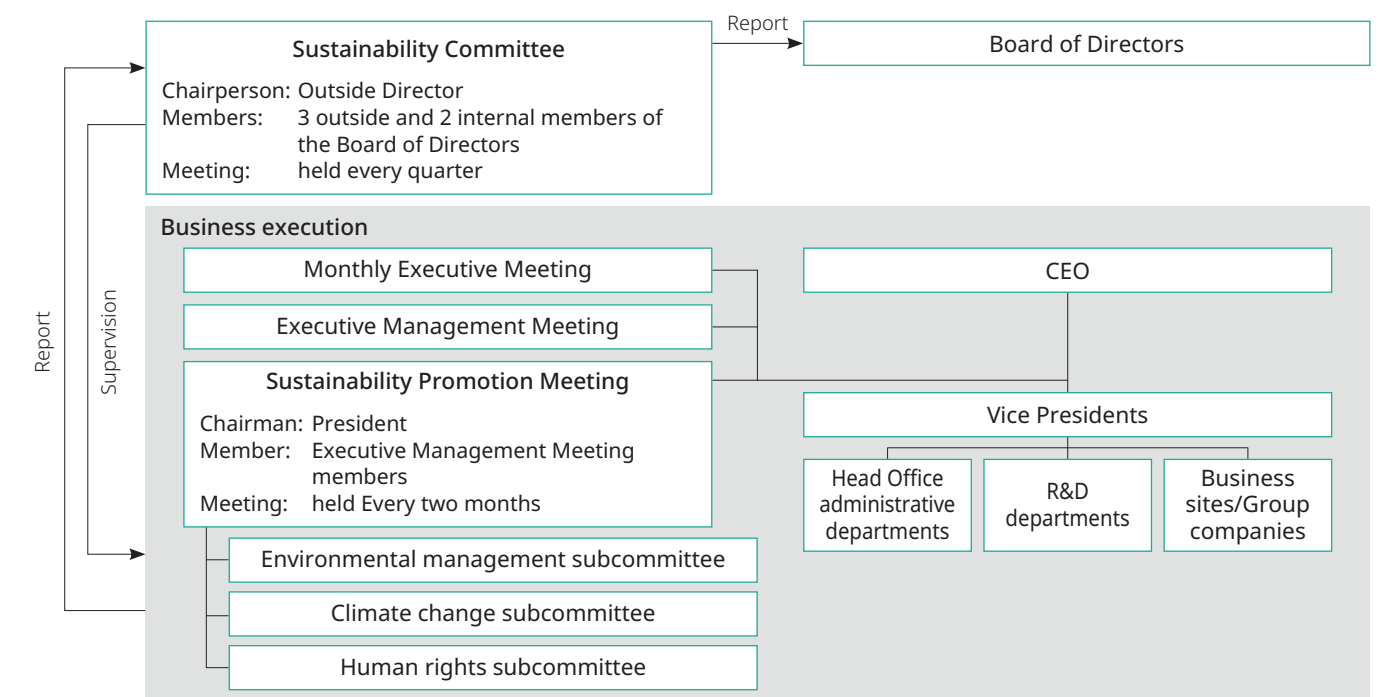 Report
Sustainability Committee
Chairperson: Outside Director
Members: 3 outside and 2 internal members of
the Board of Directors
Meeting: held every quarter
Board of Directors
Report
Supervision
Business execution
Monthly Executive Meeting
Executive Management Meeting
Sustainability Promotion Meeting
Chairman: President
Member: Executive Management Meeting
members
Meeting: held Every two months
Environmental management subcommittee
Climate change subcommittee
Human rights subcommittee
CEO
Vice Presidents
Head Office
administrative
departments
R&D
departments
Business
sites/Group
companies